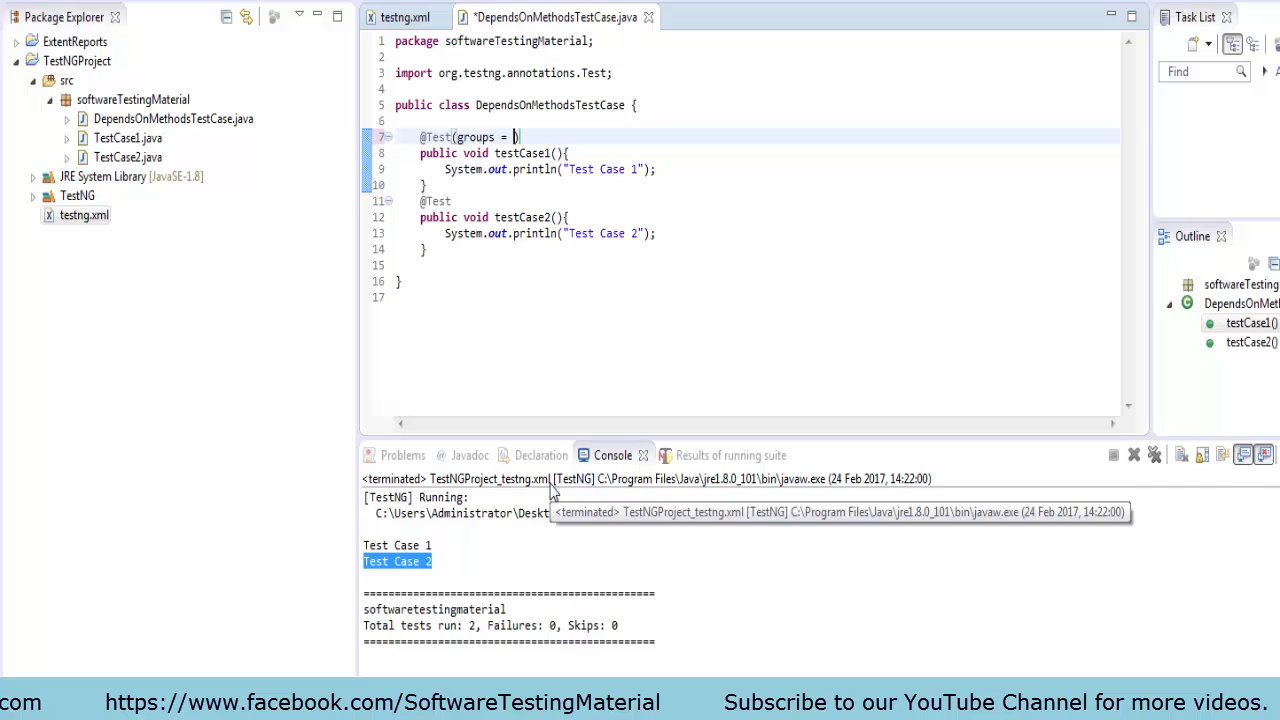 Package Explorer
ExtentReports
TestNGProject
src
softwareTestingMaterial
DependsOnMethodsTestCase.java
TestCase1.java
TestCase2.java
JRE System Library [JavaSE-1.8]
TestNG
testng.xml
testng.xml
*DependsOnMethodsTestCase.java
1 package softwareTestingMaterial;
2
3 import org.testng.annotations.Test;
4
5 public class DependsOnMethodsTestCase {
6
7 @Test(groups = )
8 public void testCase1(){
9 System.out.println("Test Case 1");
10 }
11 @Test
12 public void testCase2(){
13 System.out.println("Test Case 2");
14 }
15
16 }
17
Task List
Find
Outline
softwareTesting
DependsOnMet
testCase1()
testCase2()
Problems
Javadoc
Declaration
Console
Results of running suite
<terminated> TestNGProject_testng.xml [TestNG] C:\Program Files\Java\jre1.8.0_101\bin\javaw.exe (24 Feb 2017, 14:22:00)
[TestNG] Running:
C:\Users\Administrator\Deskt
<terminated> TestNGProject_testng.xml [TestNG] C:\Program Files\Java\jre1.8.0_101\bin\javaw.exe (24 Feb 2017, 14:22:00)
Test Case 1
Test Case 2
===============================================
softwaretestingmaterial
Total tests run: 2, Failures: 0, Skips: 0
===============================================
com https://www.facebook.com/SoftwareTestingMaterial Subscribe to our YouTube Channel for more videos.